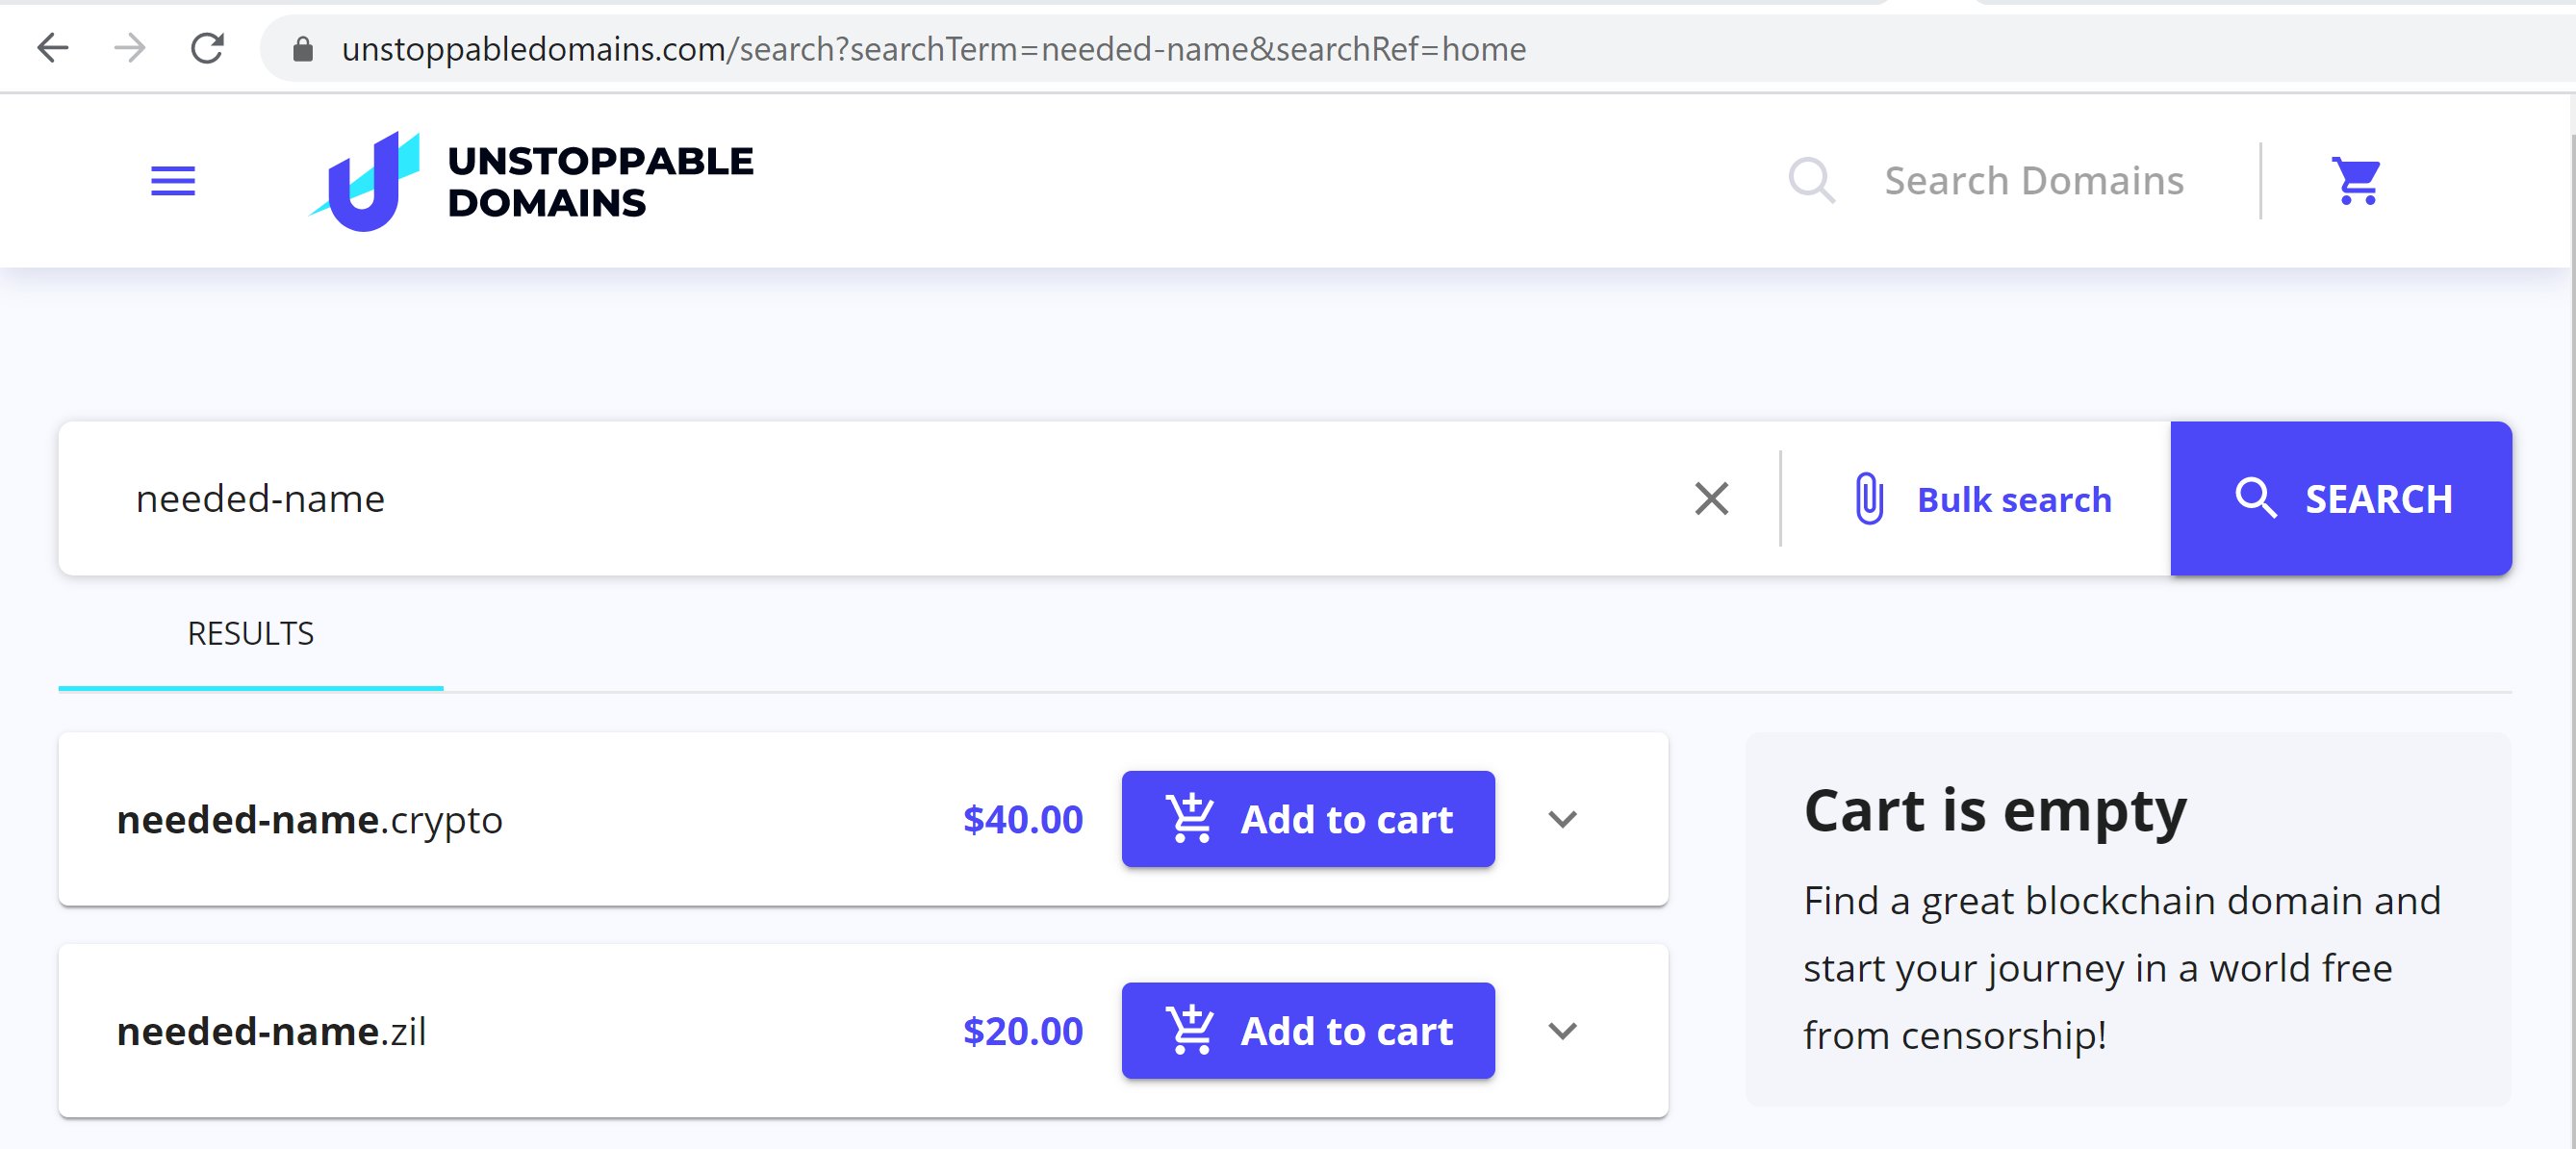 unstoppabledomains.com/search?searchTerm=needed-name&searchRef=home
UNSTOPPABLE
DOMAINS
Search Domains
needed-name
Bulk search
SEARCH
RESULTS
needed-name.crypto
$40.00
Add to cart
needed-name.zil
$20.00
Add to cart
Cart is empty
Find a great blockchain domain and
start your journey in a world free
from censorship!